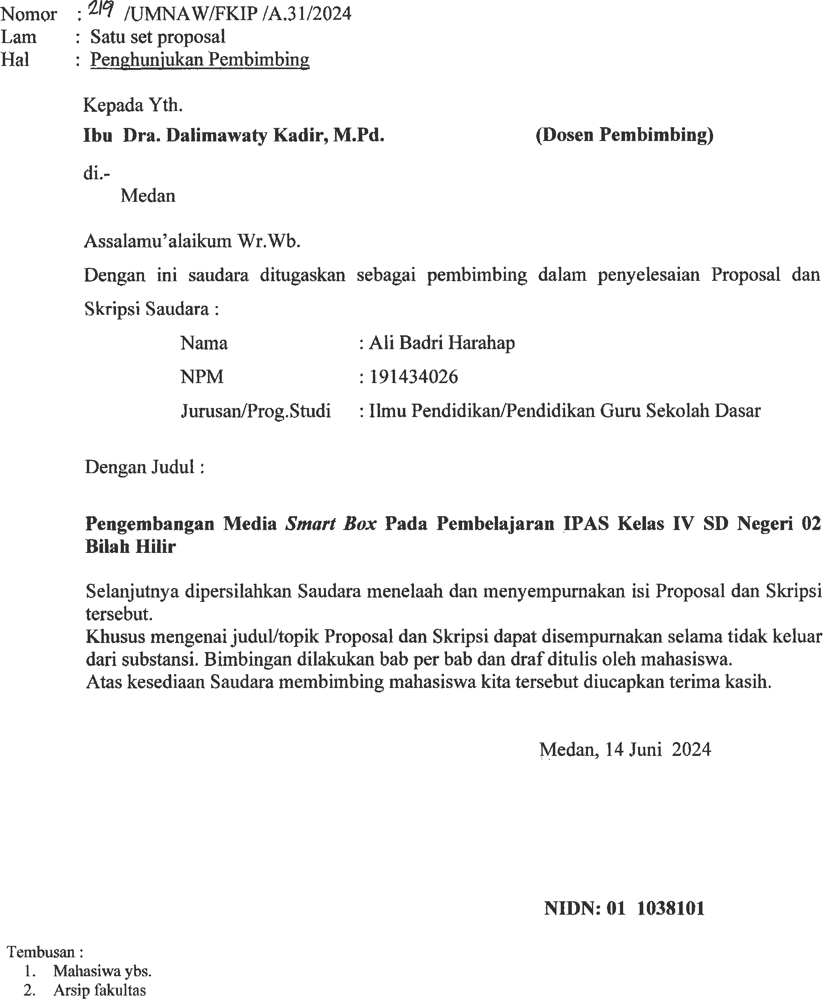 Nomor : 219 /UMNAW/FKIP /A.31/2024
Lam : Satu set proposal
Hal : Penghunjukan Pembimbing
Kepada Yth.
Ibu Dra. Dalimawaty Kadir, M.Pd. (Dosen Pembimbing)
di.-
Medan
Assalamu’alaikum Wr.Wb.
Dengan ini saudara ditugaskan sebagai pembimbing dalam penyelesaian Proposal dan
Skripsi Saudara :
Nama : Ali Badri Harahap
NPM : 191434026
Jurusan/Prog.Studi : Ilmu Pendidikan/Pendidikan Guru Sekolah Dasar
Dengan Judul :
Pengembangan Media Smart Box Pada Pembelajaran IPAS Kelas IV SD Negeri 02
Bilah Hilir
Selanjutnya dipersilahkan Saudara menelaah dan menyempurnakan isi Proposal dan Skripsi
tersebut.
Khusus mengenai judul/topik Proposal dan Skripsi dapat disempurnakan selama tidak keluar
dari substansi. Bimbingan dilakukan bab per bab dan draf ditulis oleh mahasiswa.
Atas kesediaan Saudara membimbing mahasiswa kita tersebut diucapkan terima kasih.
Medan, 14 Juni 2024
NIDN: 01 1038101
Tembusan :
1. Mahasiwa ybs.
2. Arsip fakultas